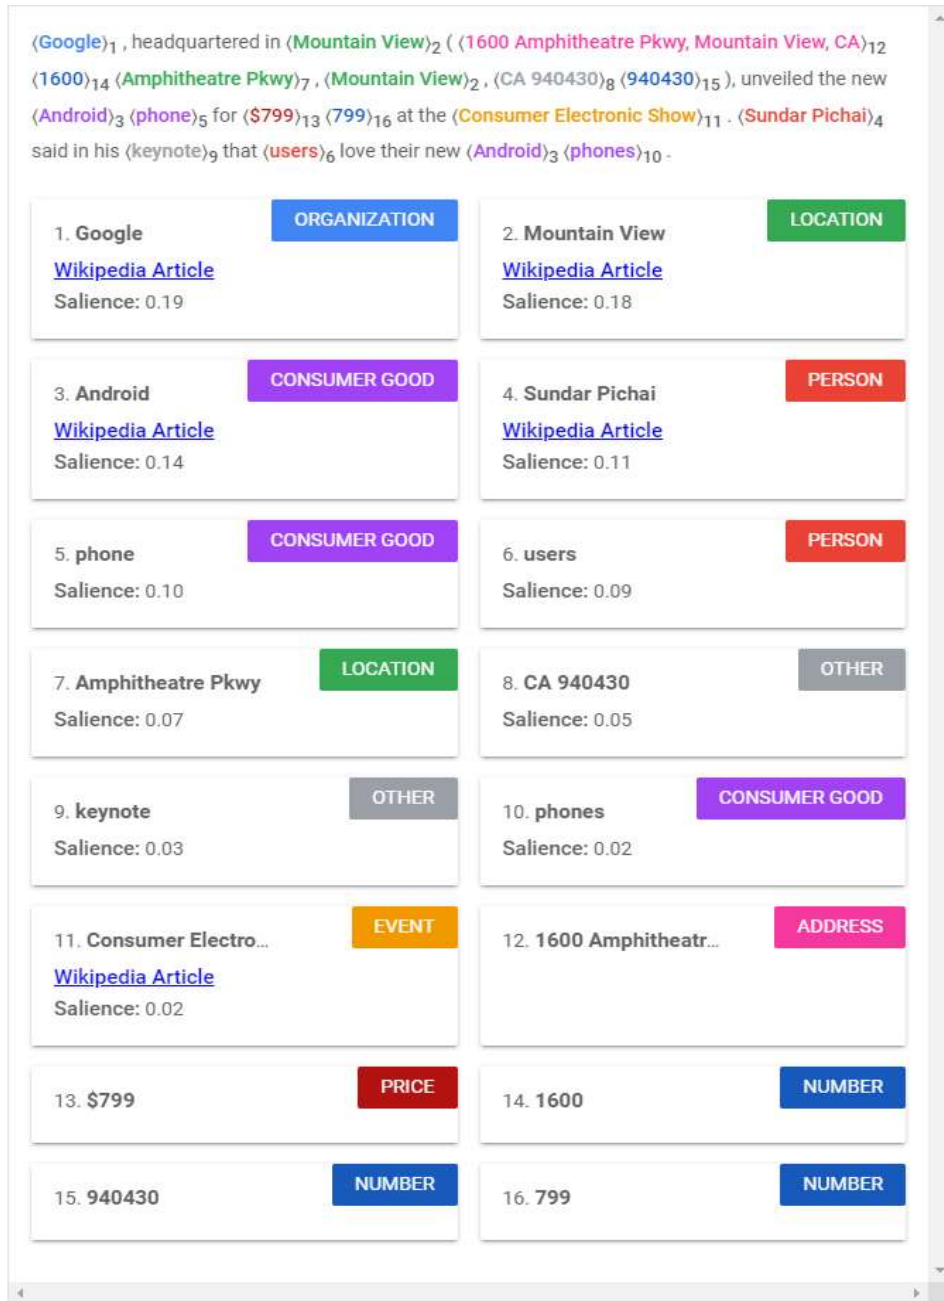 ⟨Google⟩1 , headquartered in ⟨Mountain View⟩2 ( ⟨1600 Amphitheatre Pkwy, Mountain View, CA⟩12
⟨1600⟩14 ⟨Amphitheatre Pkwy⟩7 , ⟨Mountain View⟩2 , ⟨CA 940430⟩8 ⟨940430⟩15 ), unveiled the new
⟨Android⟩3 ⟨phone⟩5 for ⟨$799⟩13 ⟨799⟩16 at the ⟨Consumer Electronic Show⟩11 . ⟨Sundar Pichai⟩4
said in his ⟨keynote⟩9 that ⟨users⟩6 love their new ⟨Android⟩3 ⟨phones⟩10 .
1. Google
ORGANIZATION
Wikipedia Article
Salience: 0.19
2. Mountain View
LOCATION
Wikipedia Article
Salience: 0.18
3. Android
CONSUMER GOOD
Wikipedia Article
Salience: 0.14
4. Sundar Pichai
PERSON
Wikipedia Article
Salience: 0.11
5. phone
CONSUMER GOOD
Salience: 0.10
6. users
PERSON
Salience: 0.09
7. Amphitheatre Pkwy
LOCATION
Salience: 0.07
8. CA 940430
OTHER
Salience: 0.05
9. keynote
OTHER
Salience: 0.03
10. phones
CONSUMER GOOD
Salience: 0.02
11. Consumer Electro...
EVENT
Wikipedia Article
Salience: 0.02
12. 1600 Amphitheatr...
ADDRESS
13. $799
PRICE
14. 1600
NUMBER
15. 940430
NUMBER
16. 799
NUMBER